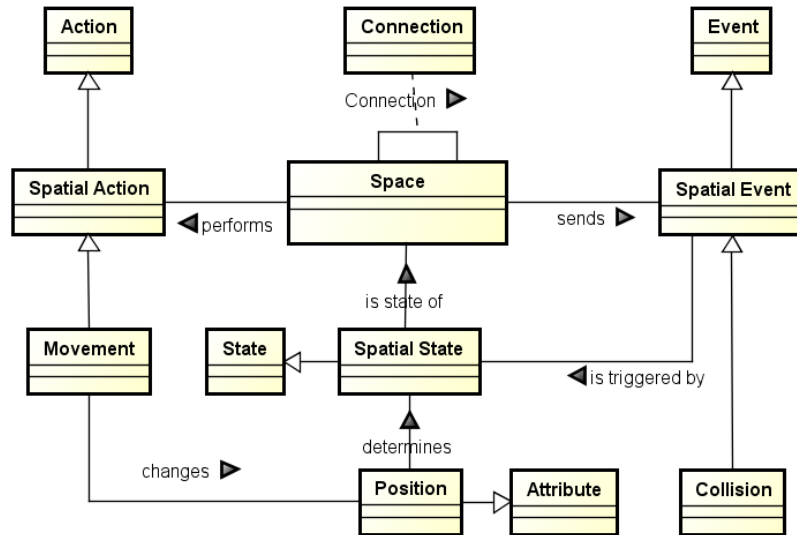 Action
Connection
Event
Connection
Spatial Action
Space
Spatial Event
performs
sends
is state of
Movement
State
Spatial State
is triggered by
determines
changes
Position
Attribute
Collision